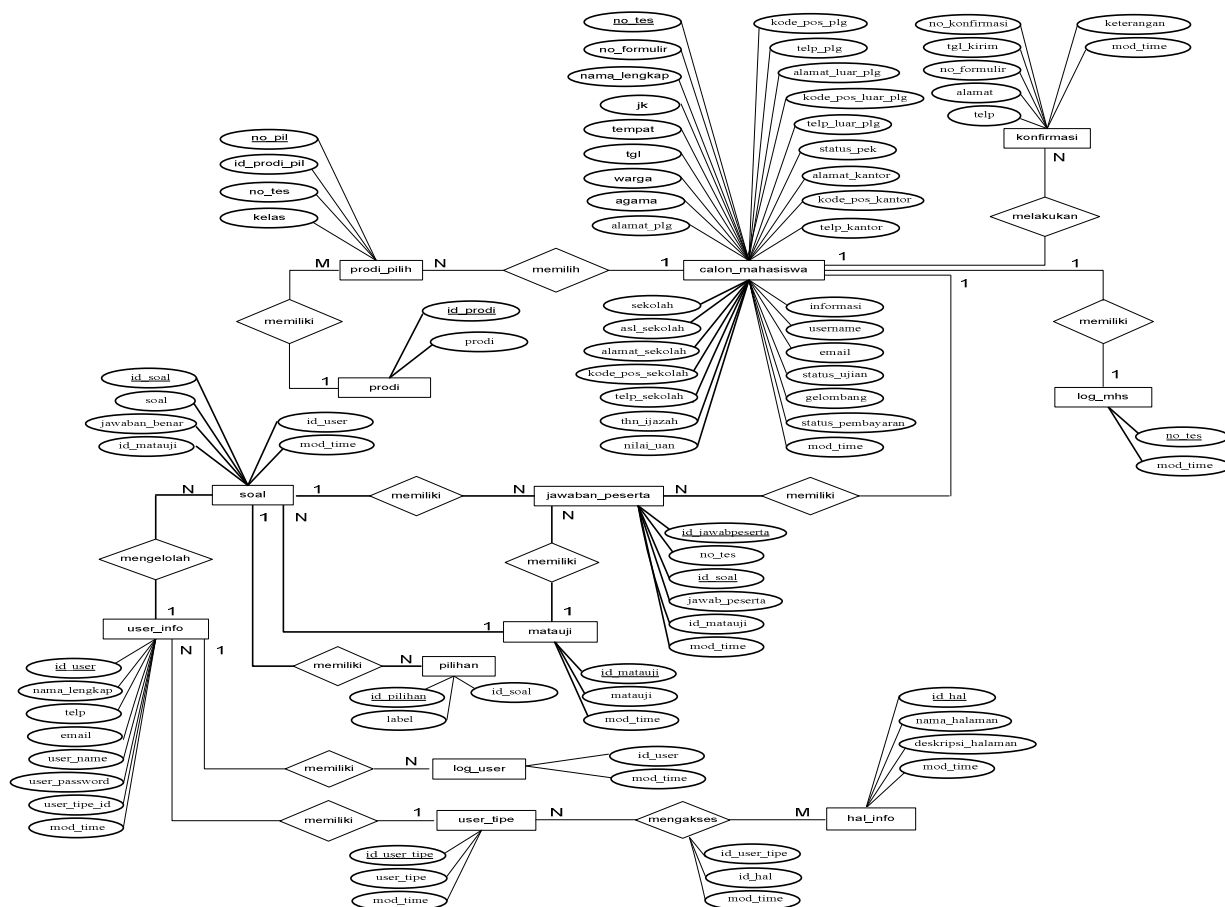 no_tes
no_formulir
nama_lengkap
jk
tempat
tgl
warga
agama
alamat_plg
kode_pos_plg
telp_plg
alamat_luar_plg
kode_pos_luar_plg
telp_luar_plg
status_pek
alamat_kantor
kode_pos_kantor
telp_kantor
no_konfirmasi
tgl_kirim
no_formulir
alamat
telp
keterangan
mod_time
konfirmasi
N
melakukan
1
no_pil
id_prodi_pil
no_tes
kelas
M
prodi_pilih
N
memilih
1
calon_mahasiswa
1
1
memiliki
1
log_mhs
no_tes
mod_time
memiliki
1
prodi
id_prodi
prodi
sekolah
asl_sekolah
alamat_sekolah
kode_pos_sekolah
telp_sekolah
thn_ijazah
nilai_uan
informasi
username
email
status_ujian
gelombang
status_pembayaran
mod_time
id_soal
soal
jawaban_benar
id_matauji
id_user
mod_time
N
soal
1
memiliki
N
jawaban_peserta
N
memiliki
1
1
N
N
mengelolah
memiliki
id_jawabpeserta
no_tes
id_soal
jawab_peserta
id_matauji
mod_time
1
user_info
1
1
matauji
N
1
memiliki
N
pilihan
id_pilihan
label
id_soal
id_matauji
matauji
mod_time
id_user
nama_lengkap
telp
email
user_name
user_password
user_tipe_id
mod_time
id_hal
nama_halaman
deskripsi_halaman
mod_time
memiliki
N
log_user
id_user
mod_time
memiliki
1
user_tipe
N
mengakses
M
hal_info
id_user_tipe
user_tipe
mod_time
id_user_tipe
id_hal
mod_time